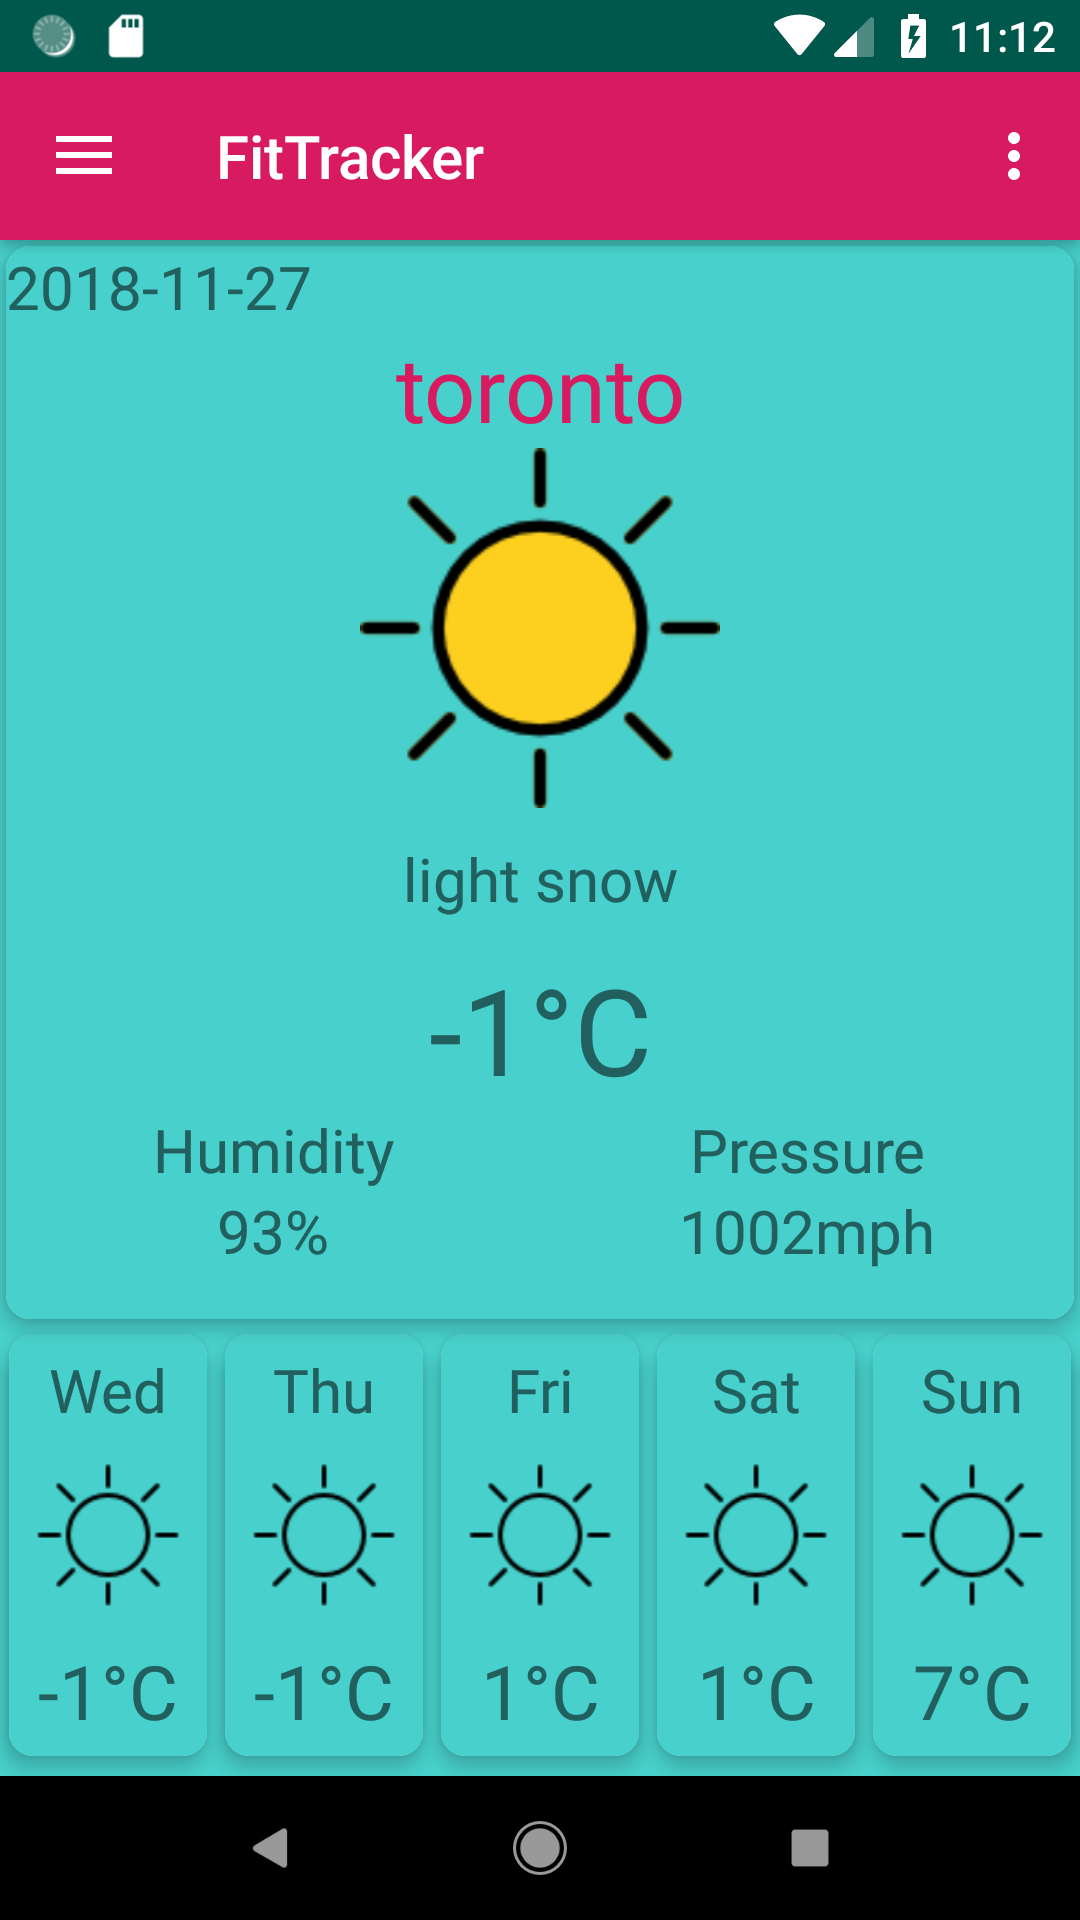 11:12
FitTracker
2018-11-27
toronto
light snow
-1°C
Humidity Pressure
93% 1002mph
Wed Thu Fri Sat Sun
-1°C -1°C 1°C 1°C 7°C